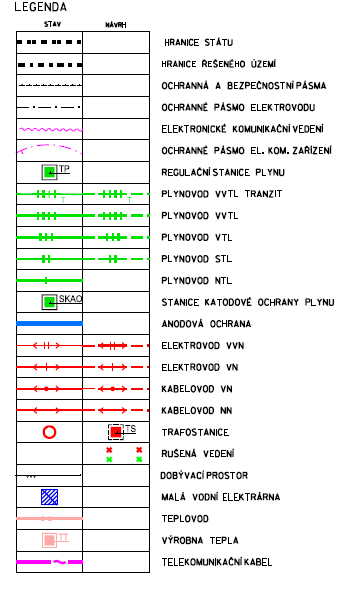 LEGENDA
STAV NÁVRH
HRANICE STÁTU
HRANICE ŘEŠENÉHO ÚZEMÍ
OCHRANNÁ A BEZPEČNOSTNÍ PÁSMA
OCHRANNÉ PÁSMO ELEKTROVODU
ELEKTRONICKÉ KOMUNIKAČNÍ VEDENÍ
OCHRANNÉ PÁSMO EL. KOM. ZAŘÍZENÍ
TP REGULAČNÍ STANICE PLYNU
T T PLYNOVOD VVTL TRANZIT
PLYNOVOD VVTL
PLYNOVOD VTL
PLYNOVOD STL
PLYNOVOD NTL
SKAO STANICE KATODOVÉ OCHRANY PLYNU
ANODOVÁ OCHRANA
ELEKTROVOD VVN
ELEKTROVOD VN
KABELOVOD VN
KABELOVOD NN
TS TRAFOSTANICE
RUŠENÁ VEDENÍ
DOBÝVACÍ PROSTOR
MALÁ VODNÍ ELEKTRÁRNA
TEPLOVOD
TT VÝROBNA TEPLA
TELEKOMUNIKAČNÍ KABEL